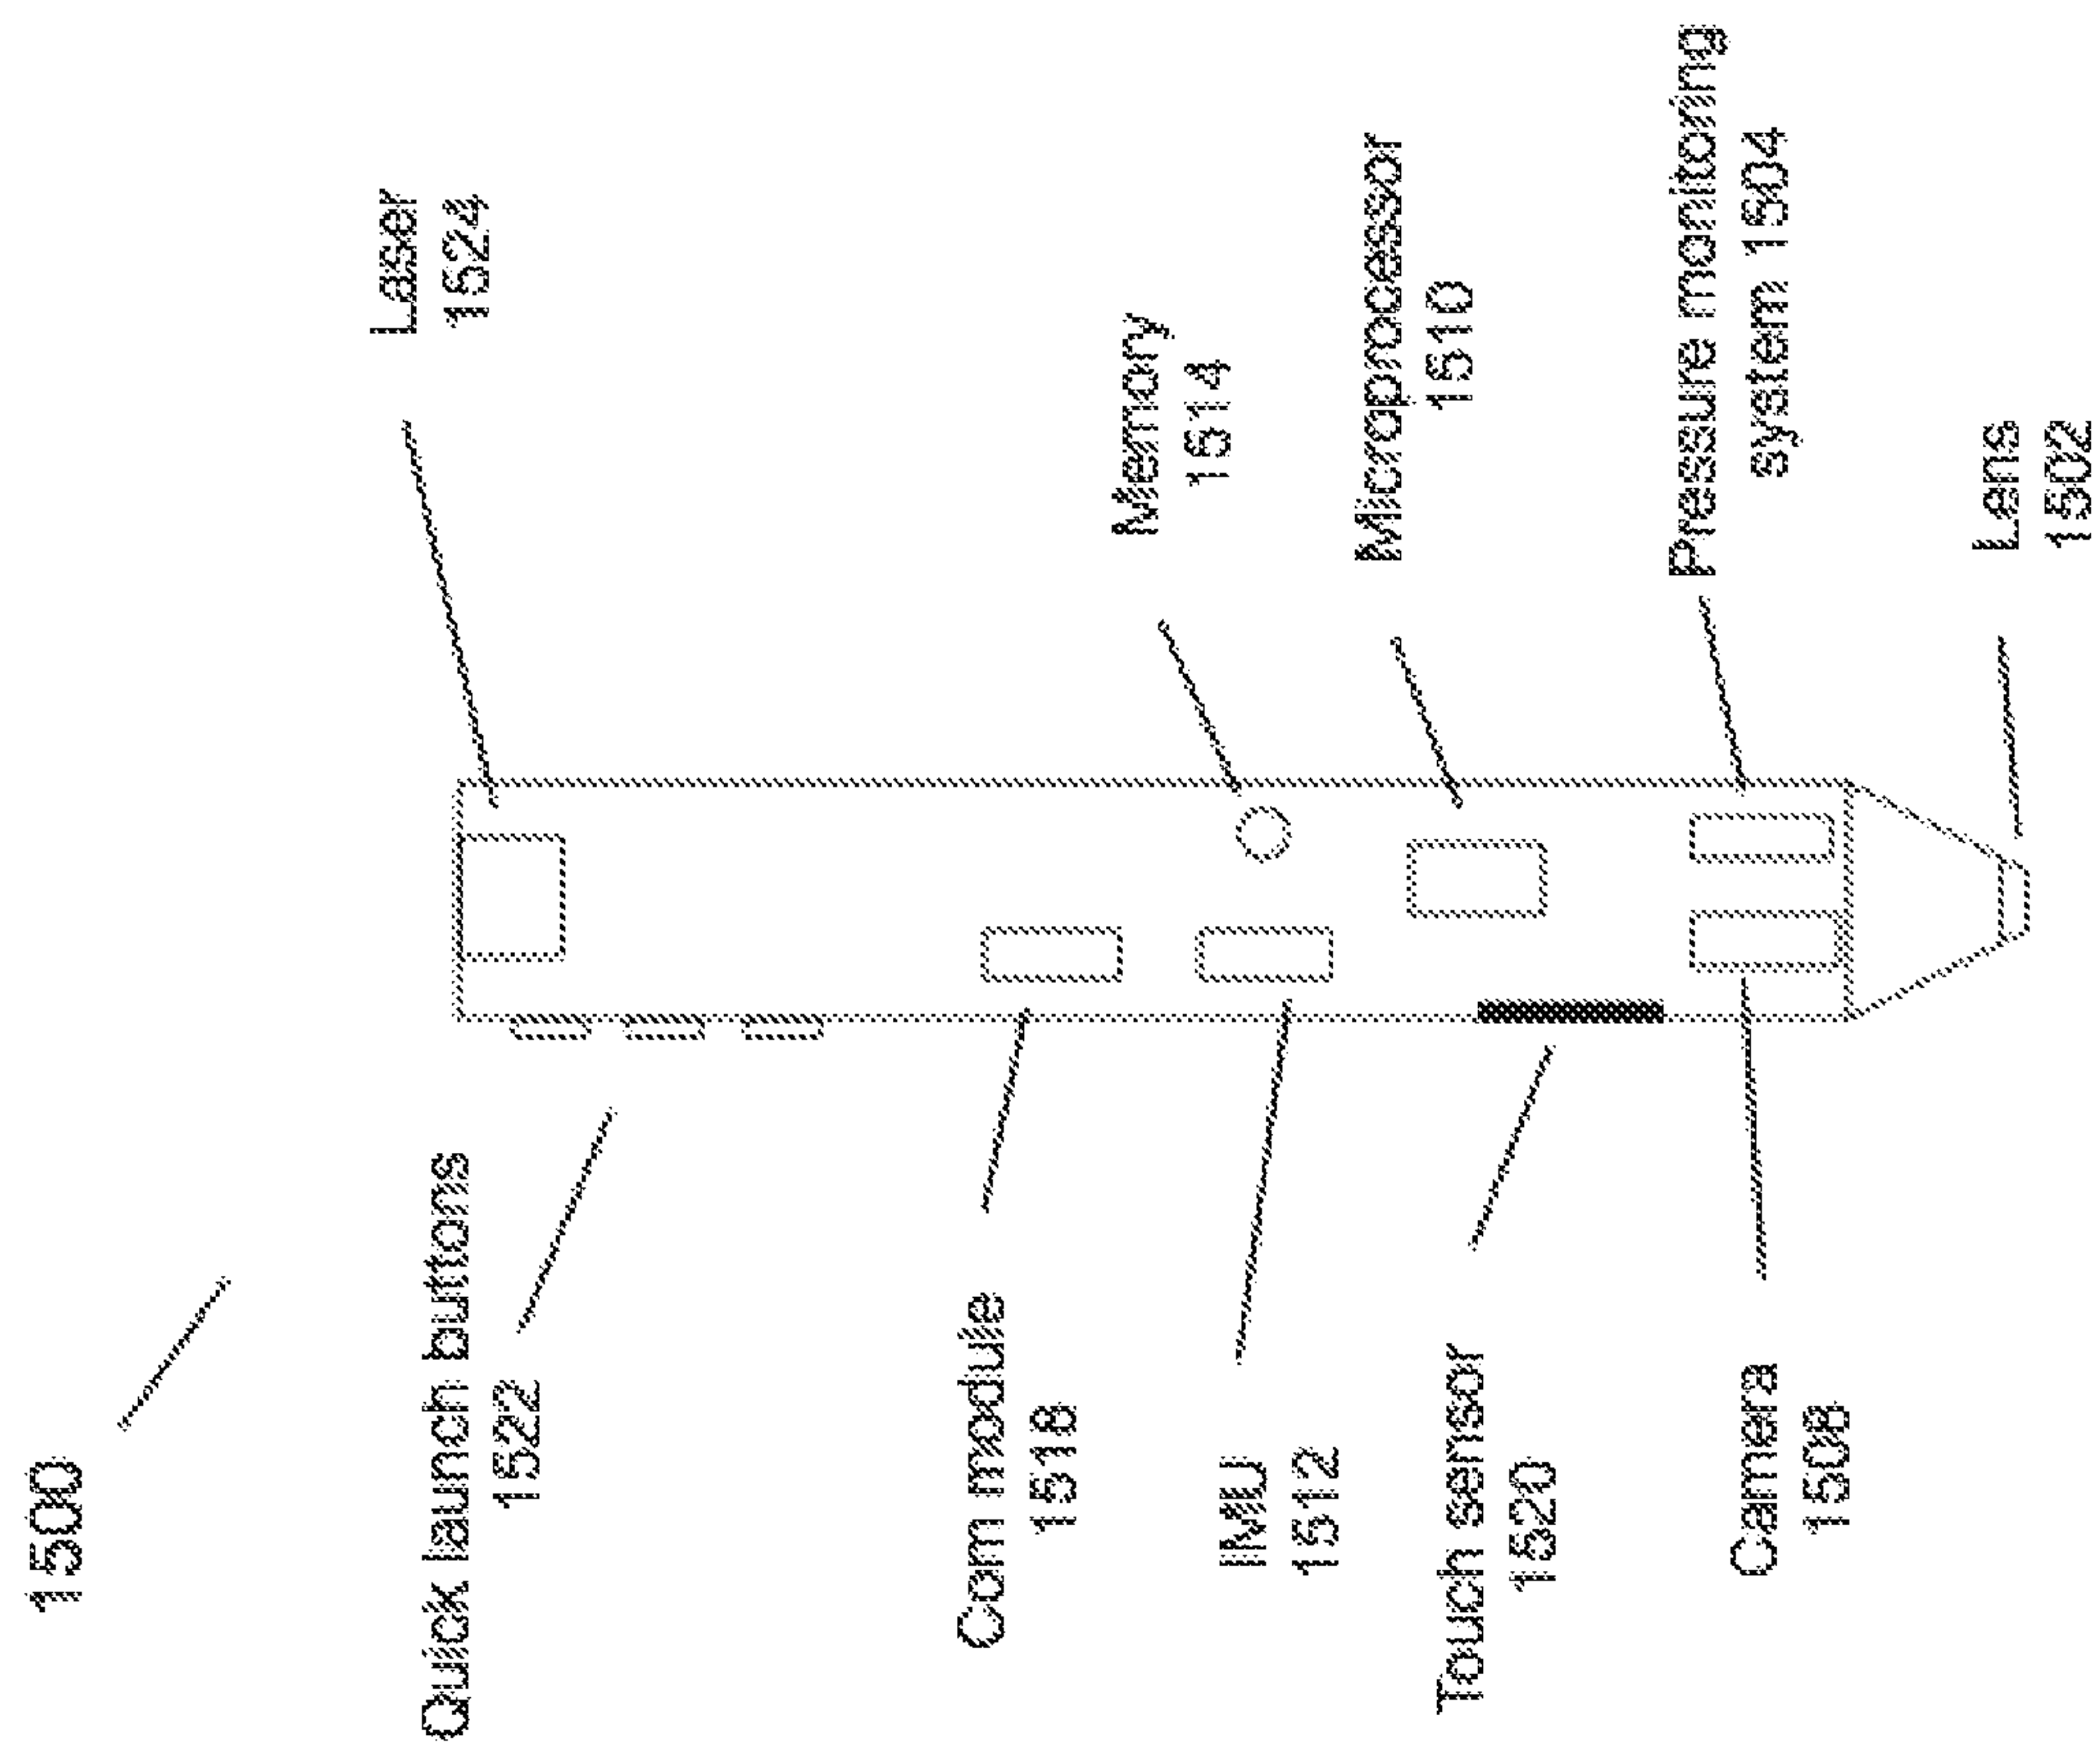 1500
Laser
1524
Quick launch buttons
1522
Com module
1518
Memory
1514
IMU
1512
Microprocessor
1510
Touch sensor
1520
Pressure monitoring
system 1504
Camera
1508
Lens
1502